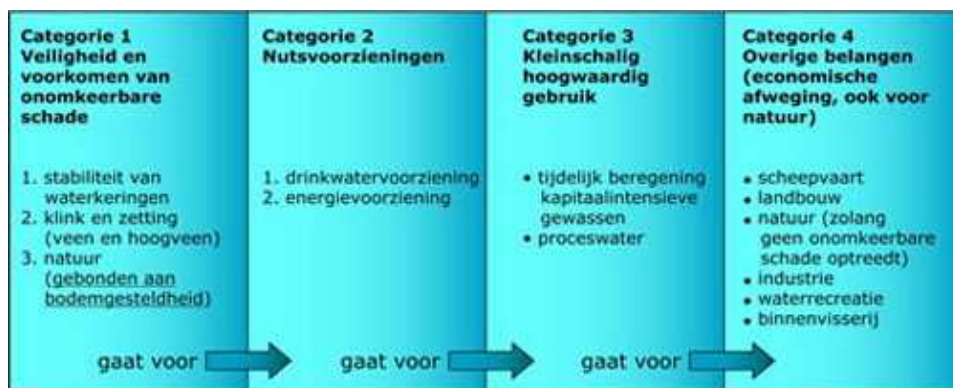 Categorie 1
Veiligheid en
voorkomen van
onomkeerbare
schade
1. stabiliteit van
waterkeringen
2. klink en zetting
(veen en hoogveen)
3. natuur
(gebonden aan
bodemgesteldheid)
gaat voor
Categorie 2
Nutsvoorzieningen
1. drinkwatervoorziening
2. energievoorziening
gaat voor
Categorie 3
Kleinschalig
hoogwaardig
gebruik
• tijdelijk beregening
kapitaalintensieve
gewassen
• proceswater
gaat voor
Categorie 4
Overige belangen
(economische
afweging, ook voor
natuur)
• scheepvaart
• landbouw
• natuur (zolang
geen onomkeerbare
schade optreedt)
• industrie
• waterrecreatie
• binnenvisserij